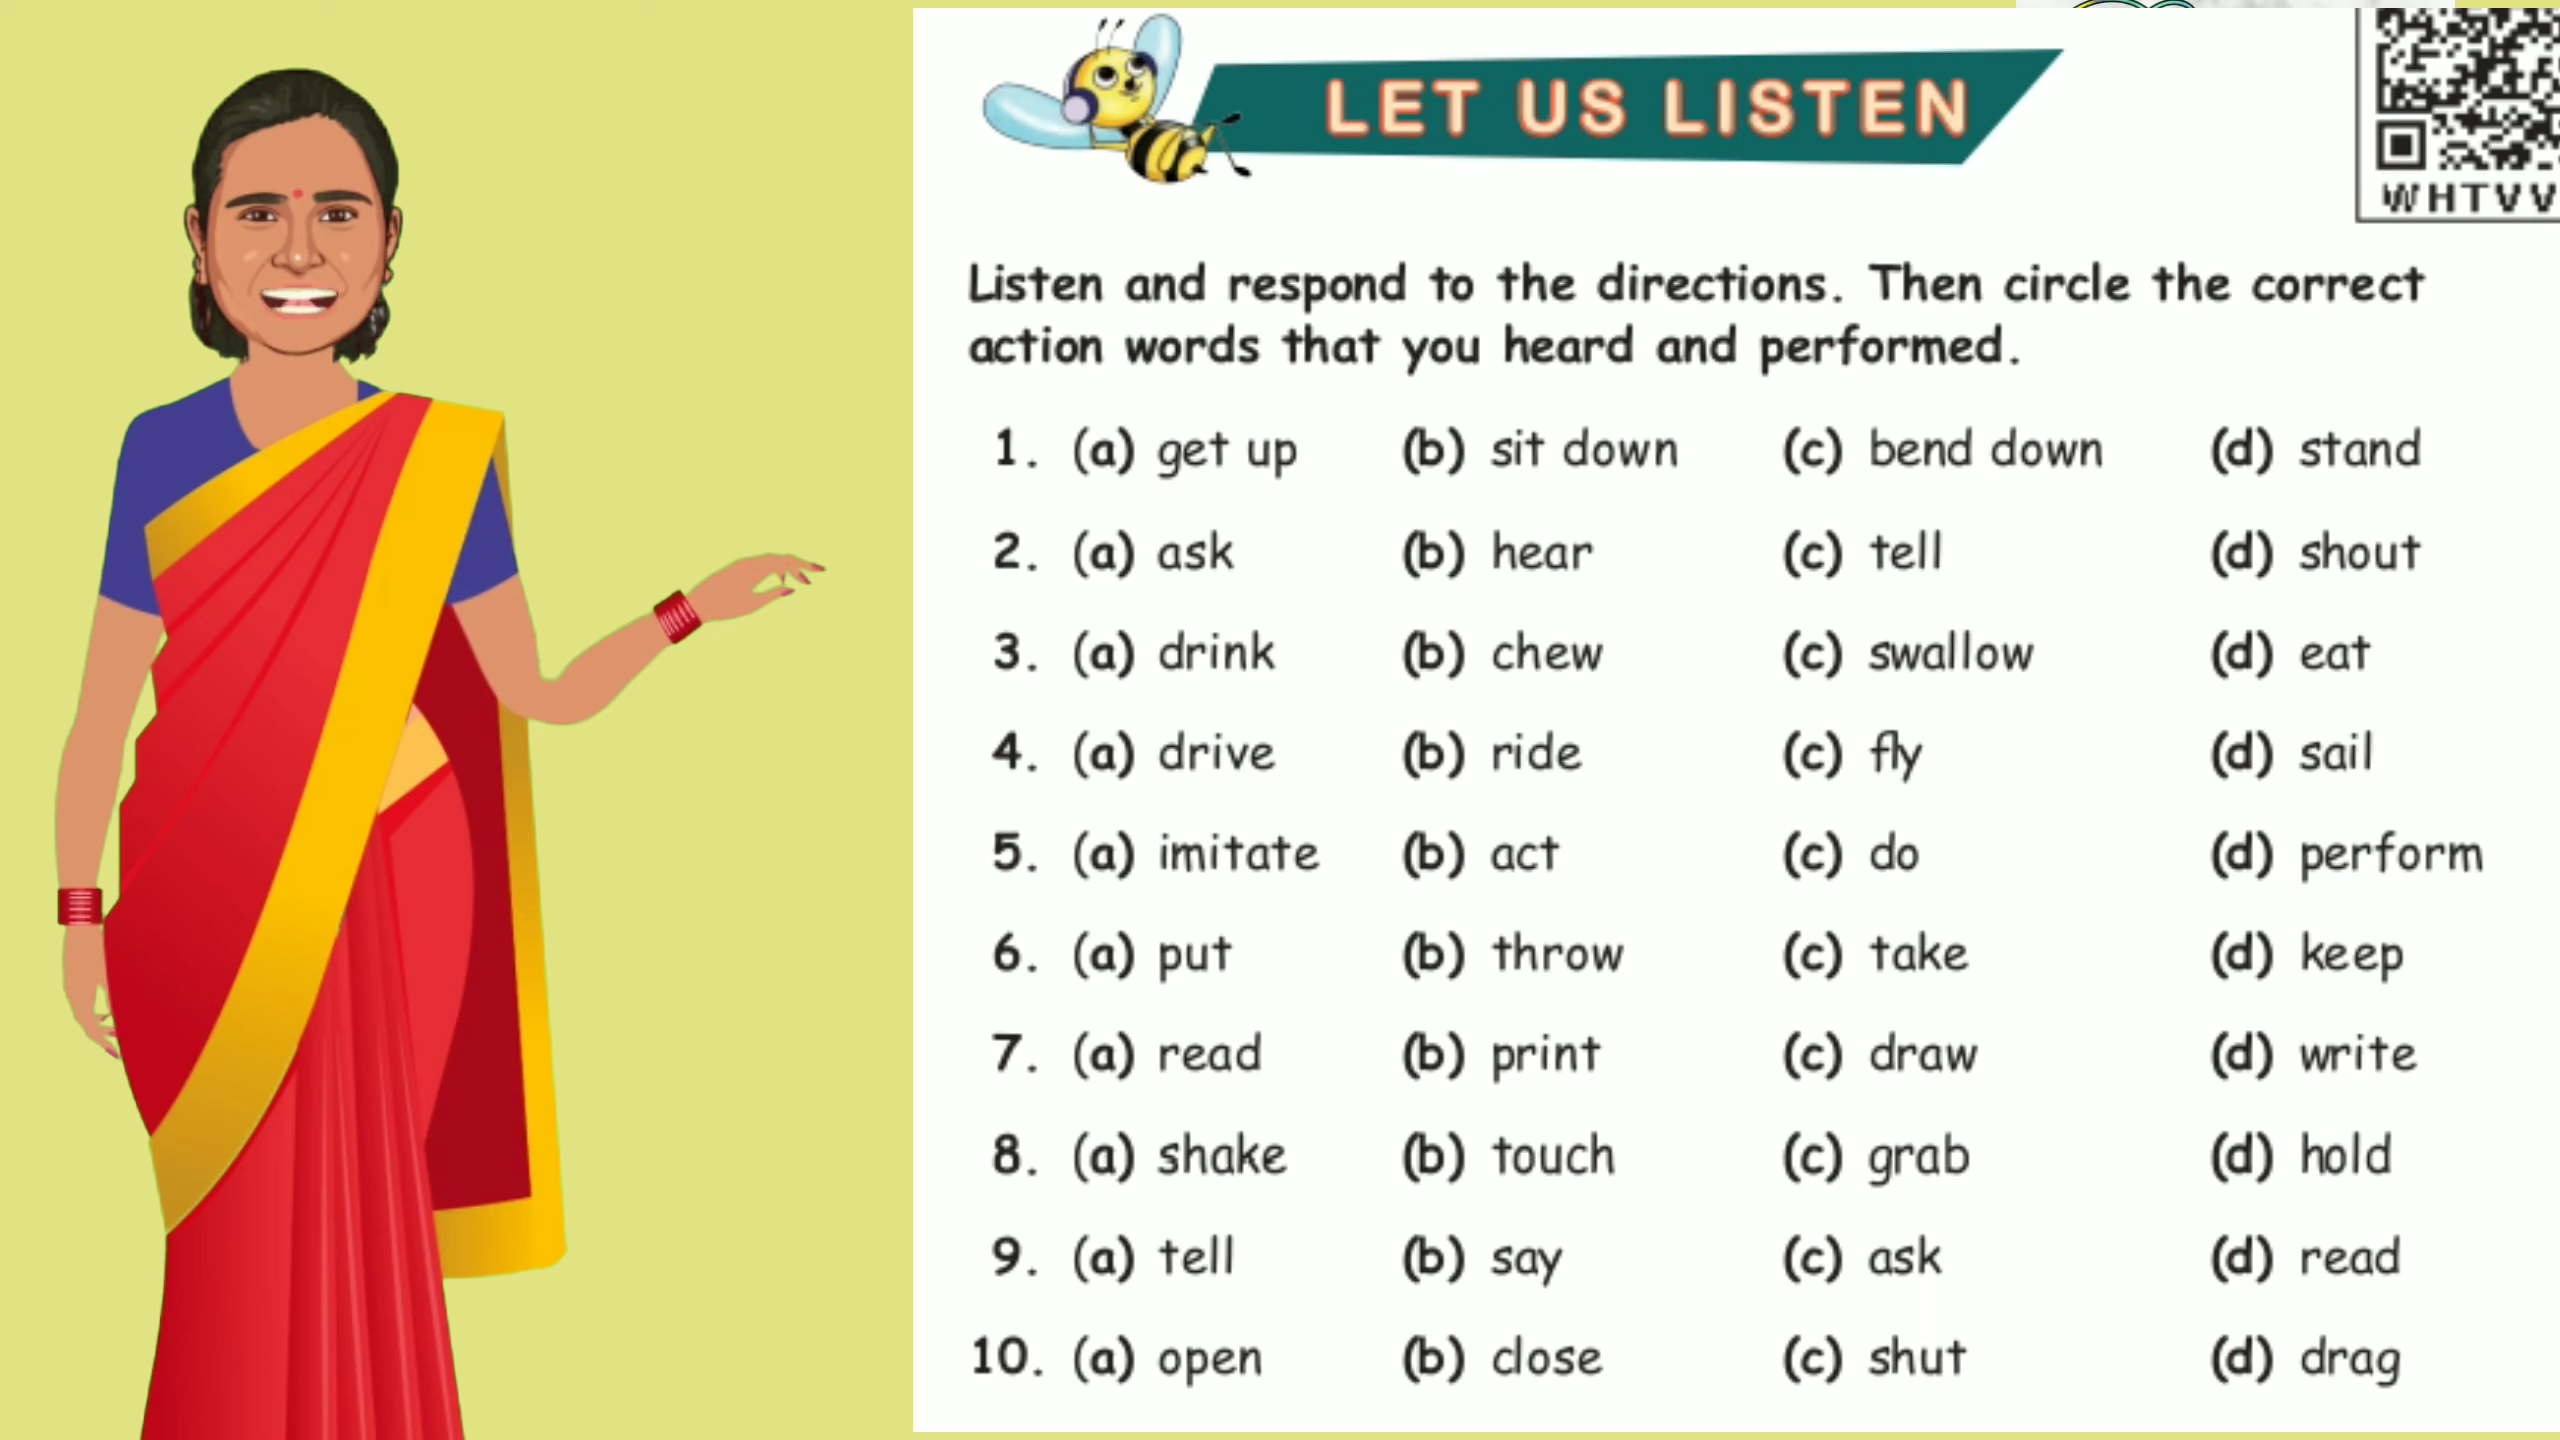 LET US LISTEN
WHTVV
Listen and respond to the directions. Then circle the correct
action words that you heard and performed.
1. (a) get up (b) sit down (c) bend down (d) stand
2. (a) ask (b) hear (c) tell (d) shout
3. (a) drink (b) chew (c) swallow (d) eat
4. (a) drive (b) ride (c) fly (d) sail
5. (a) imitate (b) act (c) do (d) perform
6. (a) put (b) throw (c) take (d) keep
7. (a) read (b) print (c) draw (d) write
8. (a) shake (b) touch (c) grab (d) hold
9. (a) tell (b) say (c) ask (d) read
10. (a) open (b) close (c) shut (d) drag